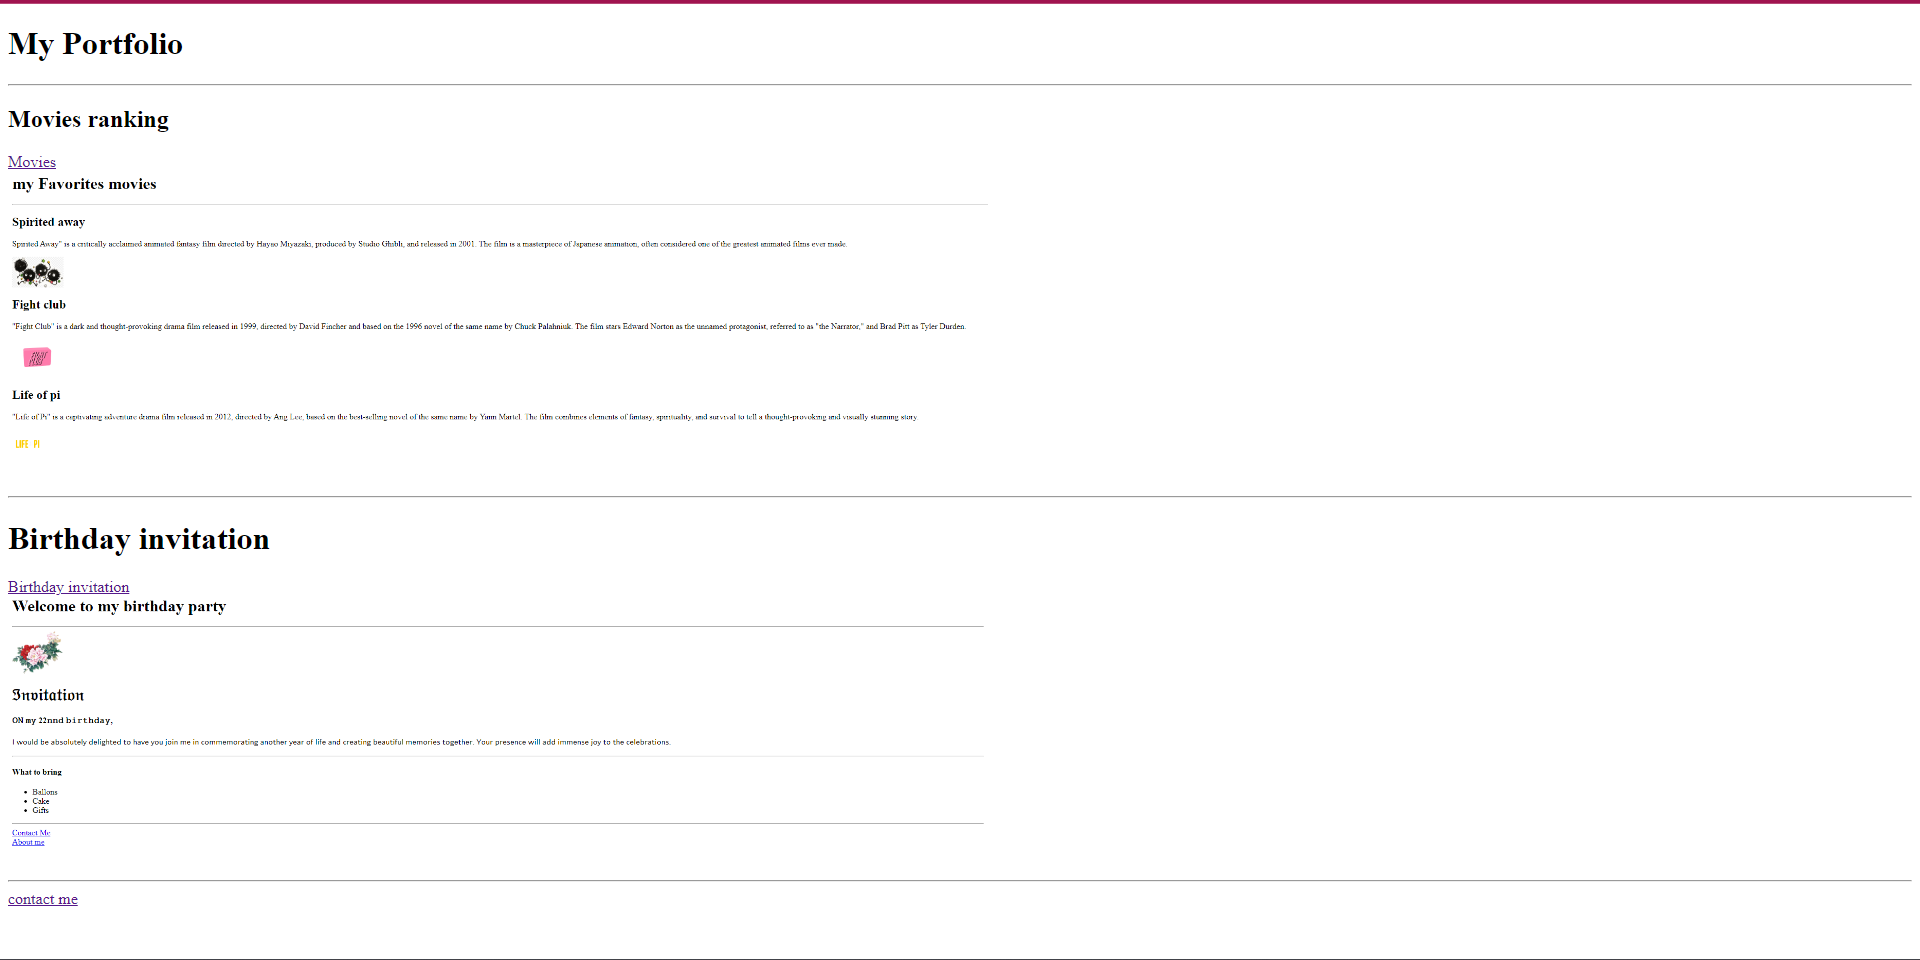 My Portfolio
Movies ranking
Movies
my Favorites movies
Spirited away
Spirited Away" is a critically acclaimed animated fantasy film directed by Hayao Miyazaki, produced by Studio Ghibli, and released in 2001. The film is a masterpiece of Japanese animation, often considered one of the greatest animated films ever made.
Fight club
"Fight Club" is a dark and thought-provoking drama film released in 1999, directed by David Fincher and based on the 1996 novel of the same name by Chuck Palahniuk. The film stars Edward Norton as the unnamed protagonist, referred to as "the Narrator," and Brad Pitt as Tyler Durden.
Life of pi
"Life of Pi" is a captivating adventure drama film released in 2012, directed by Ang Lee, based on the best-selling novel of the same name by Yann Martel. The film combines elements of fantasy, spirituality, and survival to tell a thought-provoking and visually stunning story.
LIFE PI
Birthday invitation
Birthday invitation
Welcome to my birthday party
Invitation
ON my 22nnd birthday,
I would be absolutely delighted to have you join me in commemorating another year of life and creating beautiful memories together. Your presence will add immense joy to the celebrations.
What to bring
Ballons
Cake
Gifts
Contact Me
About me
contact me